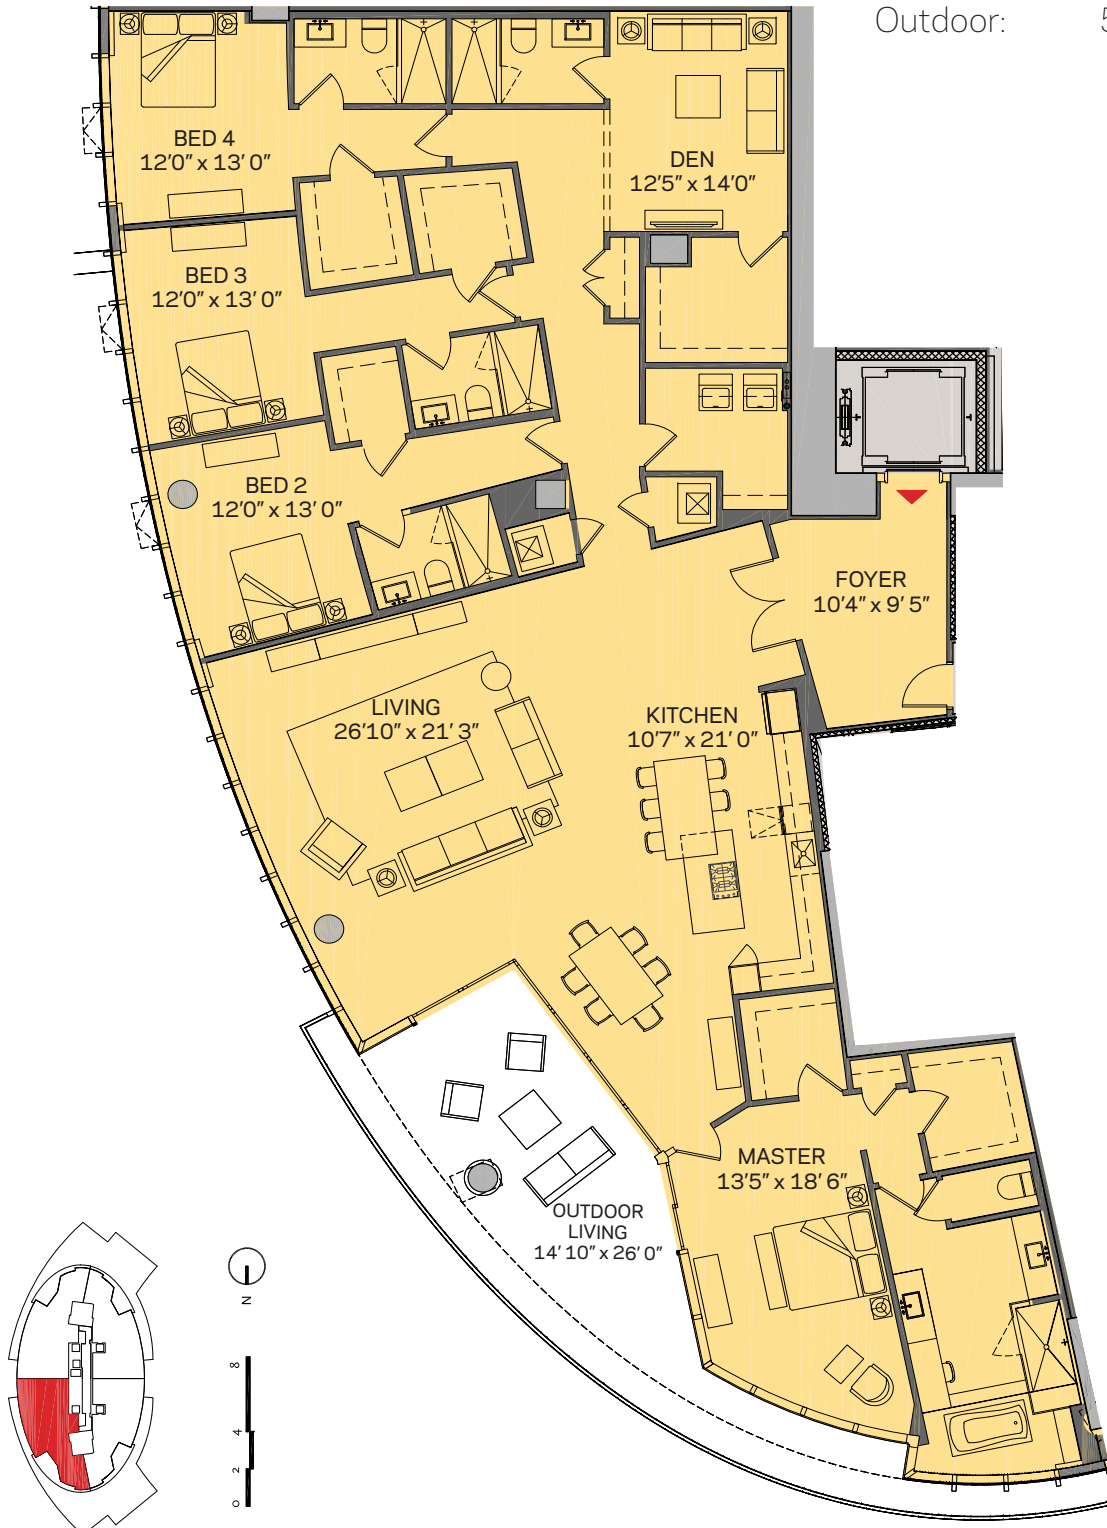 Outdoor: 5
BED 4
12'0" x 13' 0"
DEN
12'5" x 14'0"
BED 3
12'0" x 13' 0"
BED 2
12'0" x 13' 0"
FOYER
10'4" x 9' 5"
LIVING
26'10" x 21' 3"
KITCHEN
10'7" x 21' 0"
MASTER
13'5" x 18' 6"
OUTDOOR
LIVING
14' 10" x 26' 0"
N
8
4
2
0